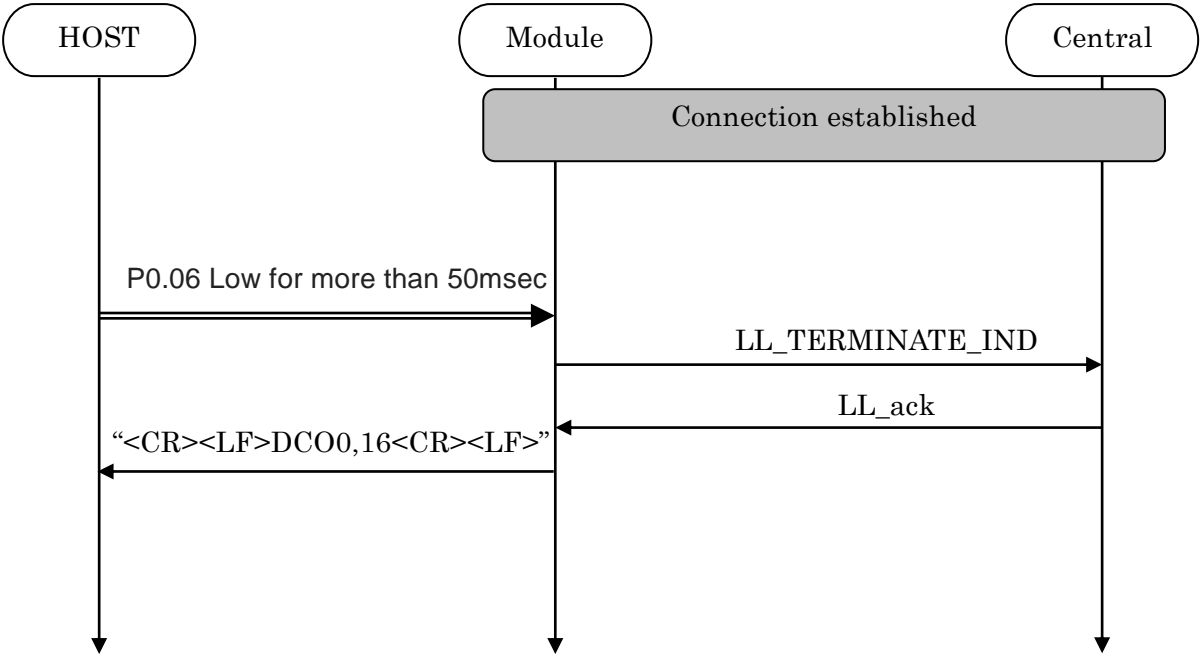 HOST
Module
Central
Connection established
P0.06 Low for more than 50msec
LL_TERMINATE_IND
LL_ack
“<CR><LF>DCO0,16<CR><LF>”